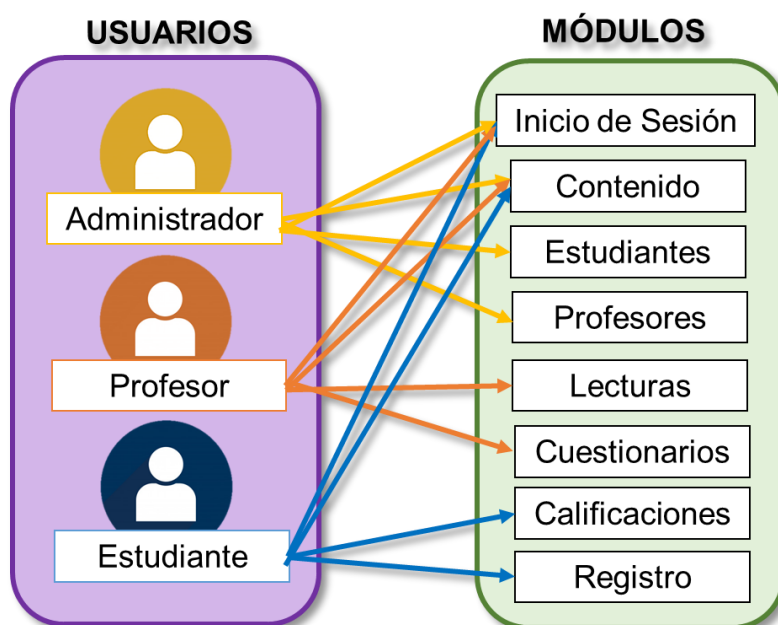 USUARIOS
Administrador
Profesor
Estudiante
MÓDULOS
Inicio de Sesión
Contenido
Estudiantes
Profesores
Lecturas
Cuestionarios
Calificaciones
Registro